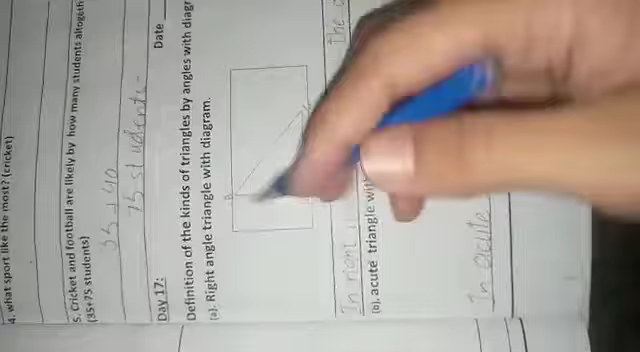 4. what sport like the most? (cricket)
5. Cricket and football are likely by how many students altogeth
(35+75 students)
35+40
75 students
Day 17:
Date
Definition of the kinds of triangles by angles with diagr
(a). Right angle triangle with diagram.
B
In right
the
(b). acute triangle wit
In acute